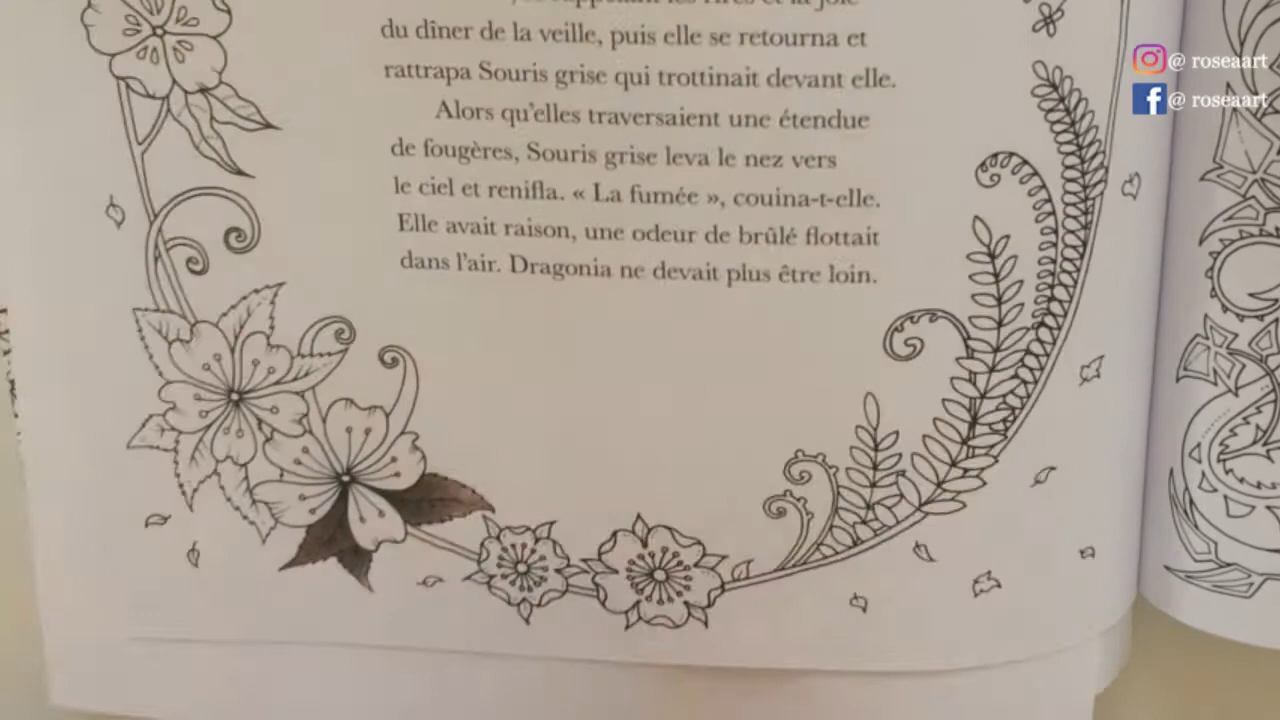 du dîner de la veille, puis elle se retourna et
rattrapa Souris grise qui trottinait devant elle.
Alors qu'elles traversaient une étendue
de fougères, Souris grise leva le nez vers
le ciel et renifla. « La fumée », couina-t-elle.
Elle avait raison, une odeur de brûlé flottait
dans l'air. Dragonia ne devait plus être loin.
@ roseaart
@ roseaart